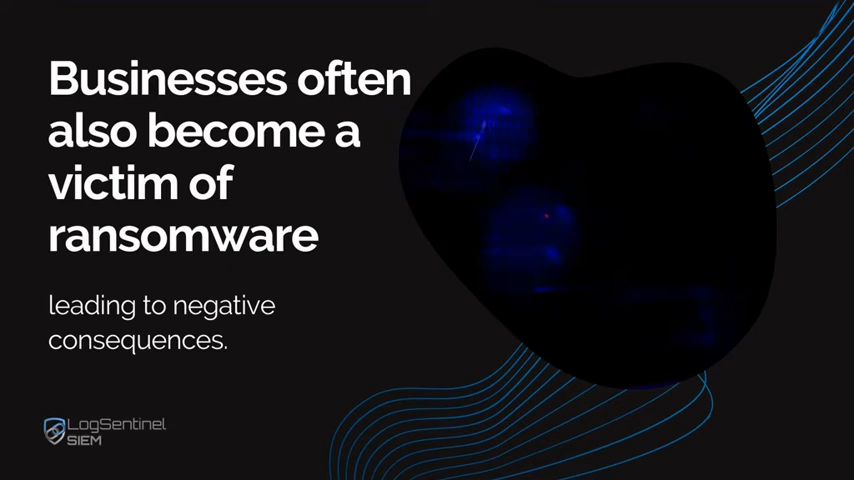 Businesses often
also become a
victim of
ransomware
leading to negative
consequences.
LogSentinel
SIEM